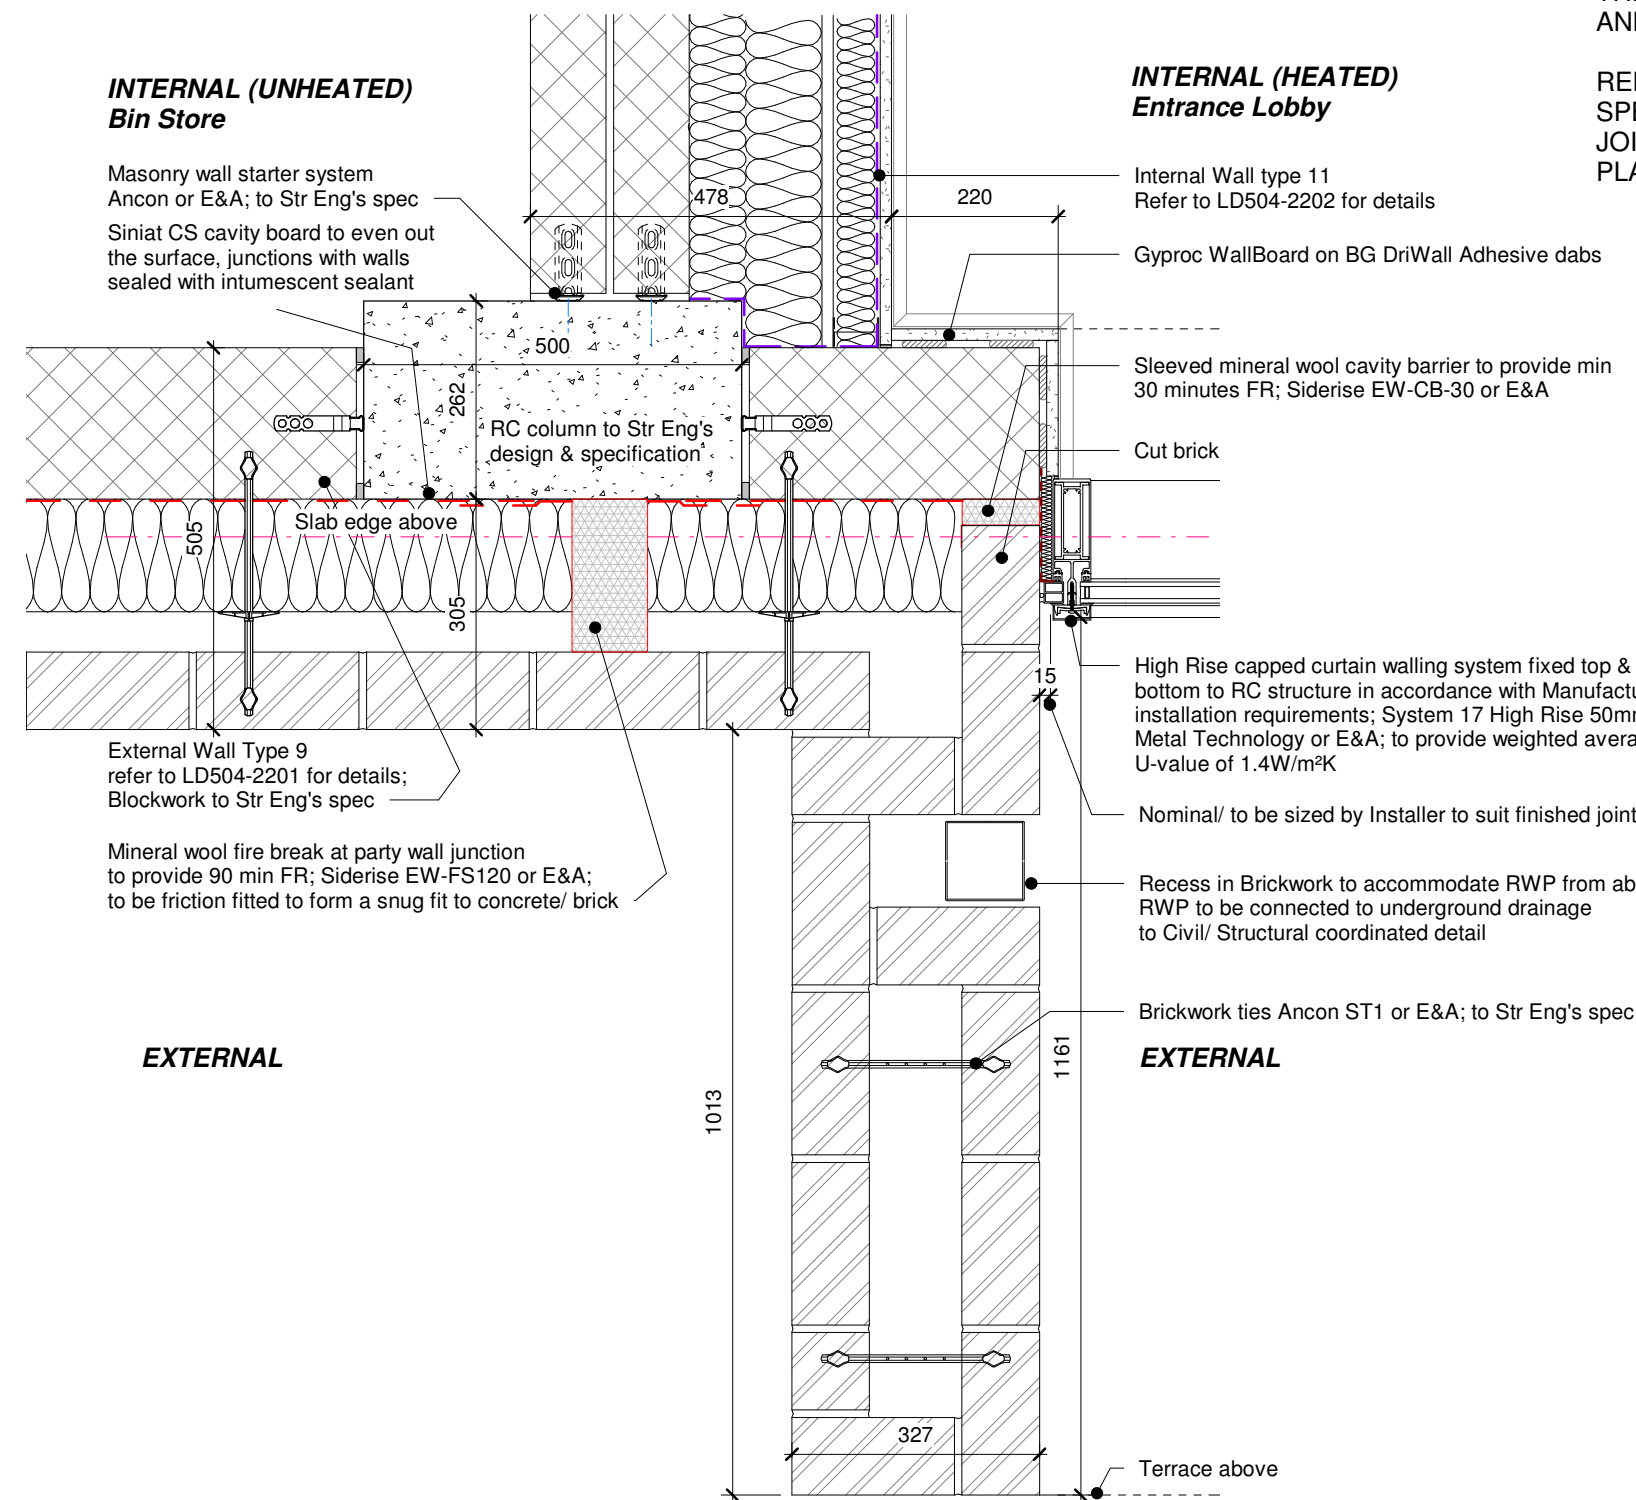 INTERNAL (UNHEATED)
Bin Store
Masonry wall starter system
Ancon or E&A; to Str Eng's spec
Siniat CS cavity board to even out
the surface, junctions with walls
sealed with intumescent sealant
INTERNAL (HEATED)
Entrance Lobby
Internal Wall type 11
Refer to LD504-2202 for details
Gyproc WallBoard on BG DriWall Adhesive dabs
Sleeved mineral wool cavity barrier to provide min
30 minutes FR; Siderise EW-CB-30 or E&A
Cut brick
478
220
500
262
RC column to Str Eng's
design & specification
Slab edge above
505
305
15
High Rise capped curtain walling system fixed top &
bottom to RC structure in accordance with
installation requirements; System 17 High Rise
Metal Technology or E&A; to provide weighted
U-value of 1.4W/m²K
Nominal/ to be sized by Installer to suit finished joint
Recess in Brickwork to accommodate RWP from
RWP to be connected to underground drainage
to Civil/ Structural coordinated detail
Brickwork ties Ancon ST1 or E&A; to Str Eng's spec
External Wall Type 9
refer to LD504-2201 for details;
Blockwork to Str Eng's spec
Mineral wool fire break at party wall junction
to provide 90 min FR; Siderise EW-FS120 or E&A;
to be friction fitted to form a snug fit to concrete/ brick
EXTERNAL
EXTERNAL
1013
1161
327
Terrace above